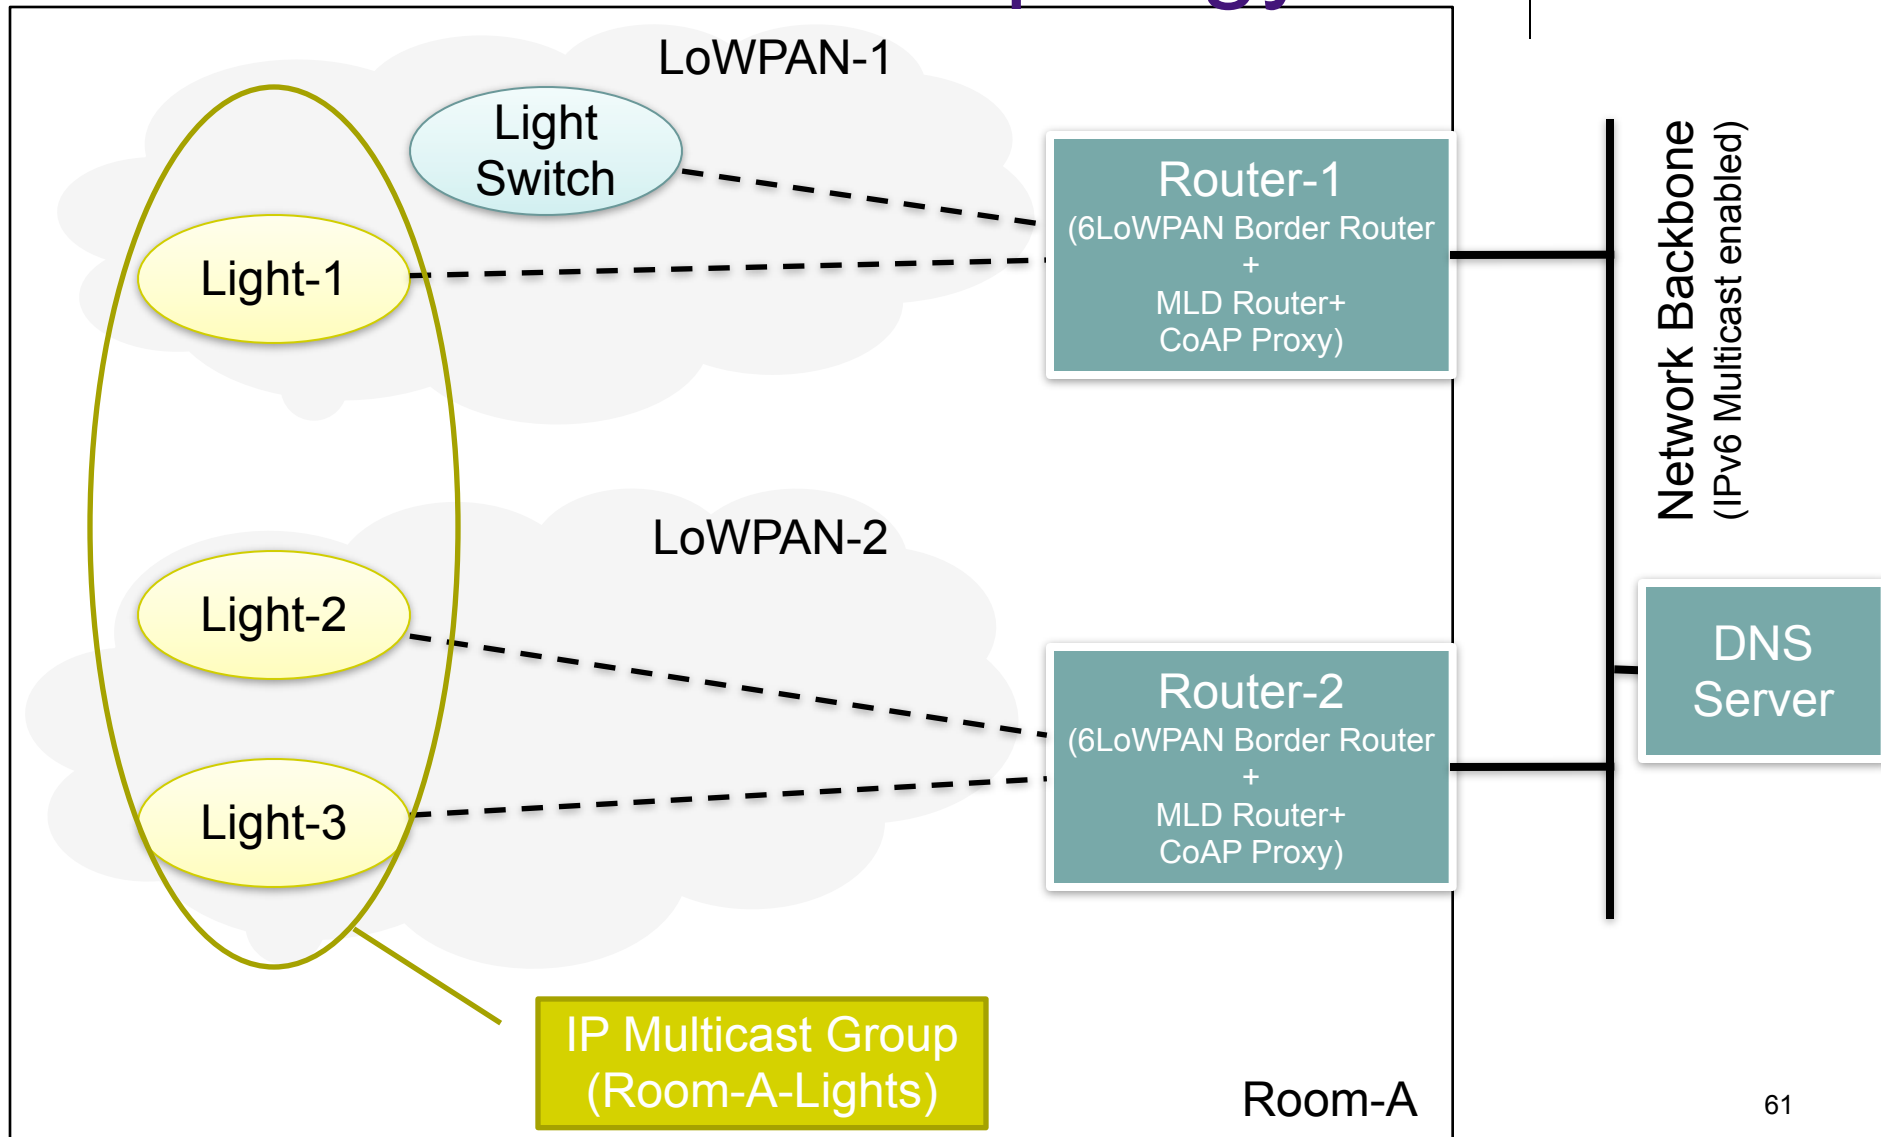 LoWPAN-1
Light
Switch
Light-1
Router-1
(6LoWPAN Border Router
+
MLD Router+
CoAP Proxy)
Network Backbone
(IPv6 Multicast enabled)
LoWPAN-2
Light-2
Light-3
Router-2
(6LoWPAN Border Router
+
MLD Router+
CoAP Proxy)
DNS
Server
IP Multicast Group
(Room-A-Lights)
Room-A
61